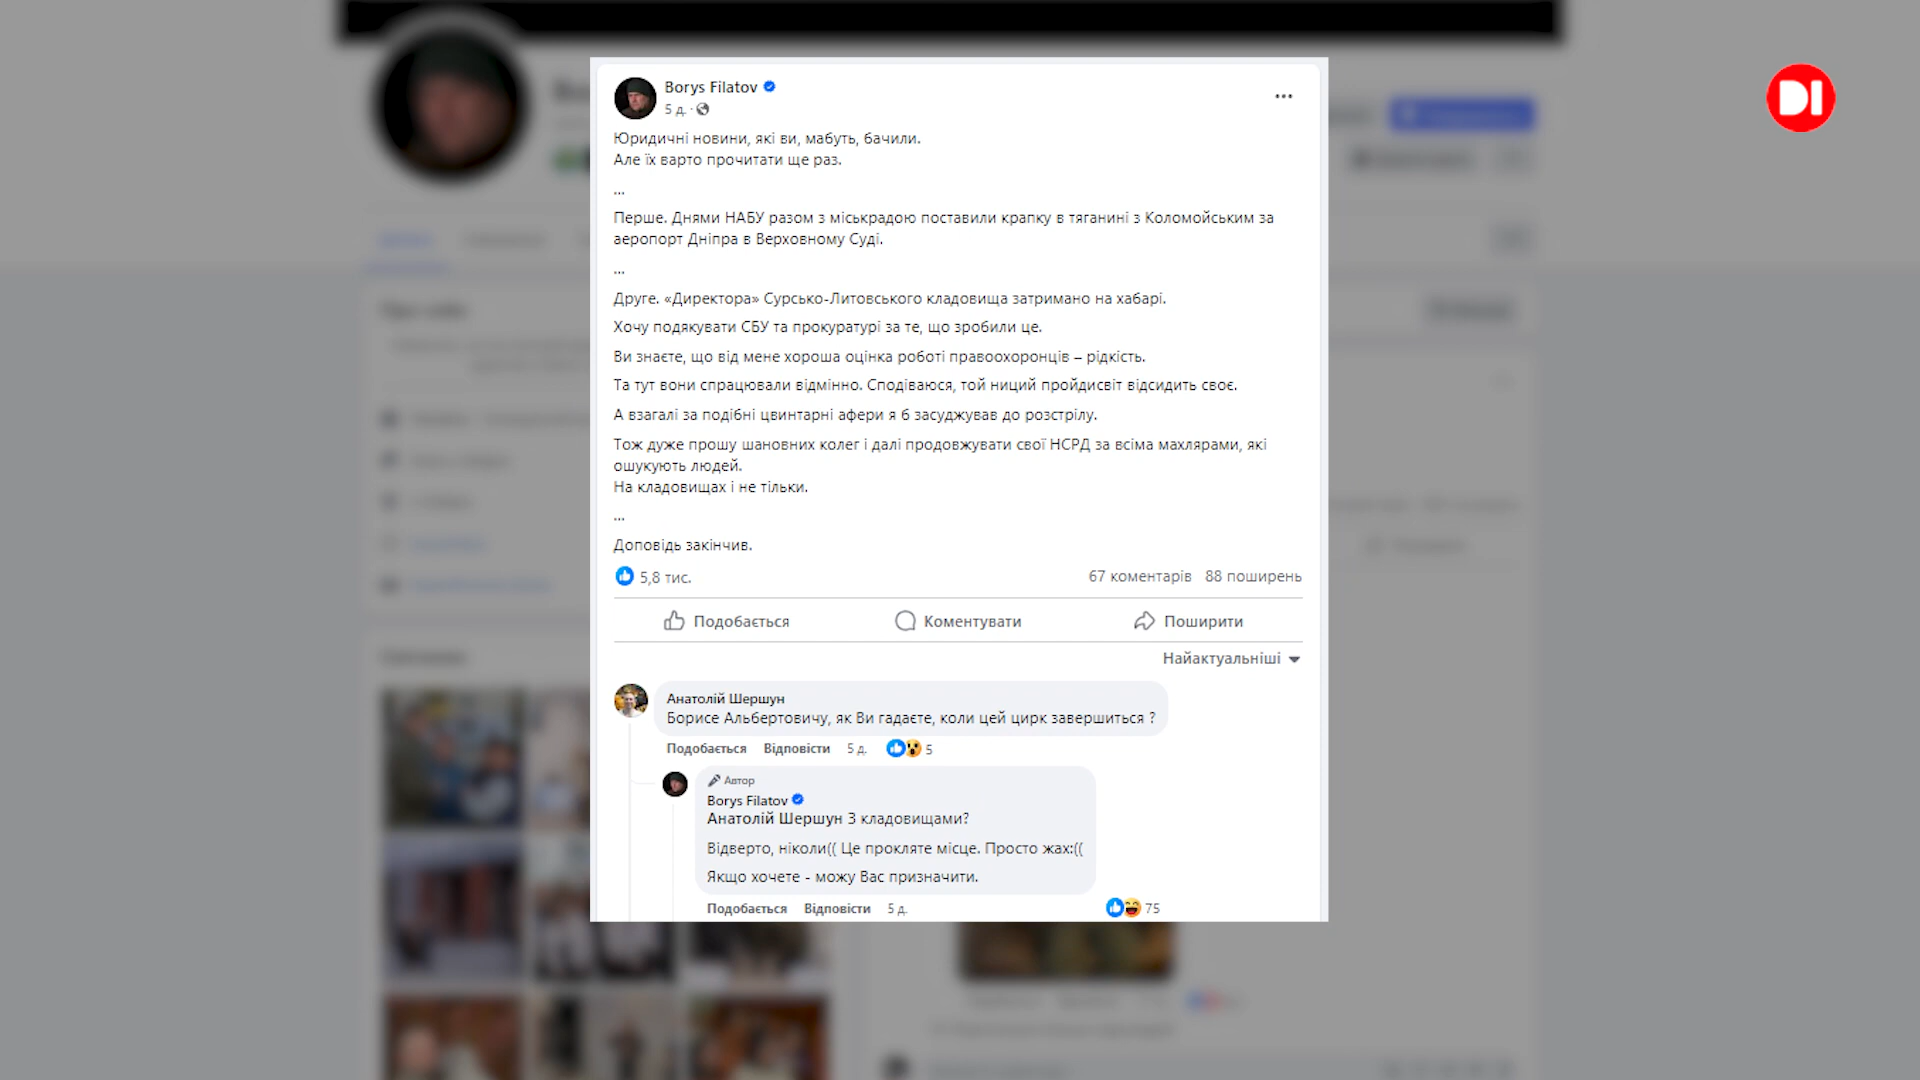 DI
Borys Filatov
5 д. ·
Юридичні новини, які ви, мабуть, бачили.
Але їх варто прочитати ще раз.
...
Перше. Днями НАБУ разом з міськрадою поставили крапку в тяганині з Коломойським за
аеропорт Дніпра в Верховному Суді.
...
Друге. «Директора» Сурсько-Литовського кладовища затримано на хабарі.
Хочу подякувати СБУ та прокуратурі за те, що зробили це.
Ви знаєте, що від мене хороша оцінка роботі правоохоронців – рідкість.
Та тут вони спрацювали відмінно. Сподіваюся, той ниций пройдисвіт відсидить своє.
А взагалі за подібні цвинтарні афери я б засуджував до розстрілу.
Тож дуже прошу шановних колег і далі продовжувати свої НСРД за всіма махлярами, які
ошукують людей.
На кладовищах і не тільки.
...
Доповідь закінчив.
5,8 тис. 67 коментарів 88 поширень
Подобається Коментувати Поширити
Найактуальніші
Анатолій Шершун
Борисе Альбертовичу, як Ви гадаєте, коли цей цирк завершиться ?
Подобається Відповісти 5 д. 5
Автор
Borys Filatov
Анатолій Шершун З кладовищами?
Відверто, ніколи(( Це прокляте місце. Просто жах:((
Якщо хочете - можу Вас призначити.
Подобається Відповісти 5 д. 75